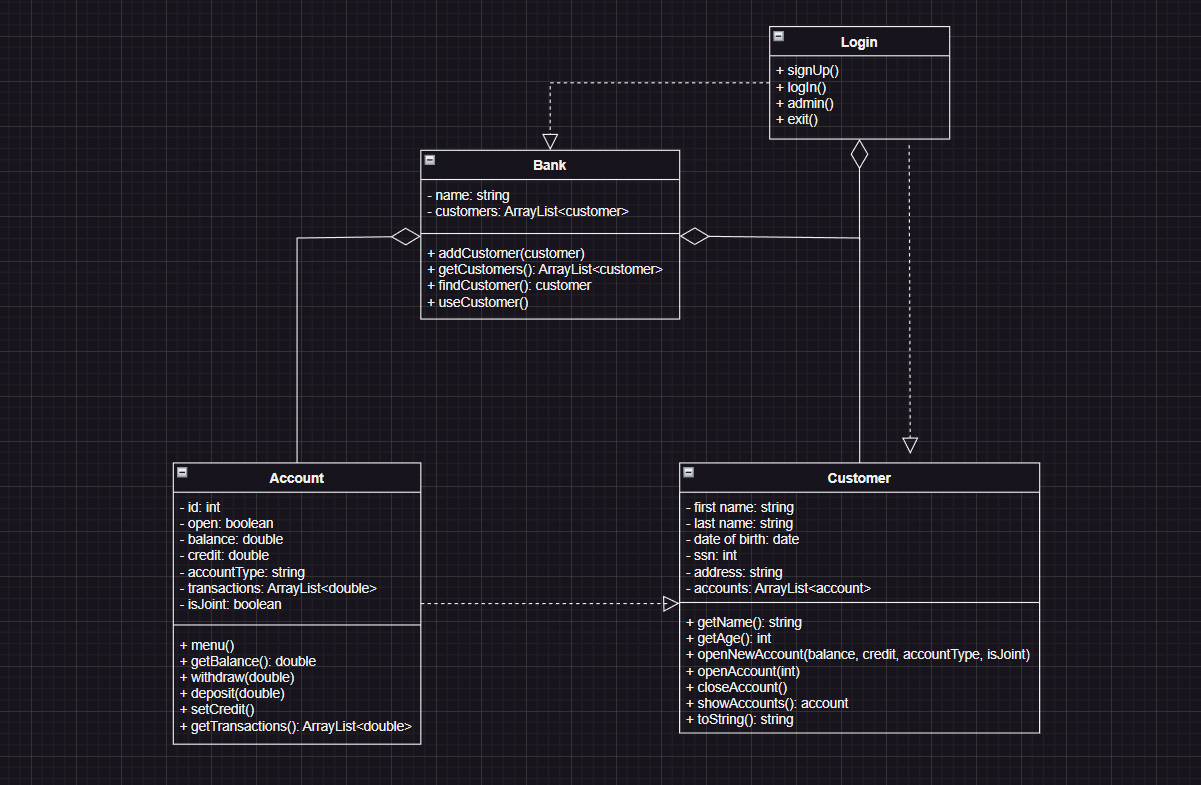 Login
+ signUp()
+ logIn()
+ admin()
+ exit()
Bank
- name: string
- customers: ArrayList<customer>
+ addCustomer(customer)
+ getCustomers(): ArrayList<customer>
+ findCustomer(): customer
+ useCustomer()
Account
- id: int
- open: boolean
- balance: double
- credit: double
- accountType: string
- transactions: ArrayList<double>
- isJoint: boolean
+ menu()
+ getBalance(): double
+ withdraw(double)
+ deposit(double)
+ setCredit()
+ getTransactions(): ArrayList<double>
Customer
- first name: string
- last name: string
- date of birth: date
- ssn: int
- address: string
- accounts: ArrayList<account>
+ getName(): string
+ getAge(): int
+ openNewAccount(balance, credit, accountType, isJoint)
+ openAccount(int)
+ closeAccount()
+ showAccounts(): account
+ toString(): string